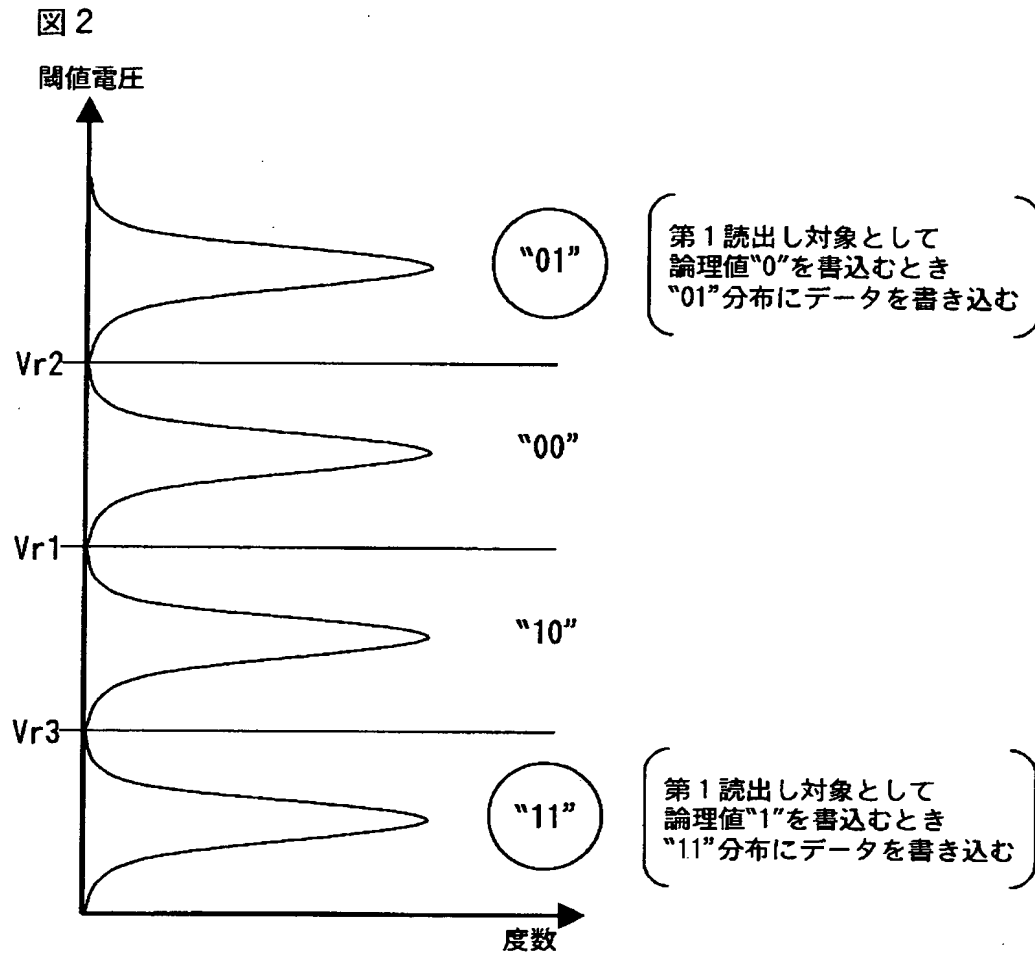 図2
閾値電圧
“01”
第1読出し対象として
論理値“0”を書込むとき
“01”分布にデータを書き込む
Vr2
“00”
Vr1
“10”
Vr3
“11”
第1読出し対象として
論理値“1”を書込むとき
“11”分布にデータを書き込む
度数